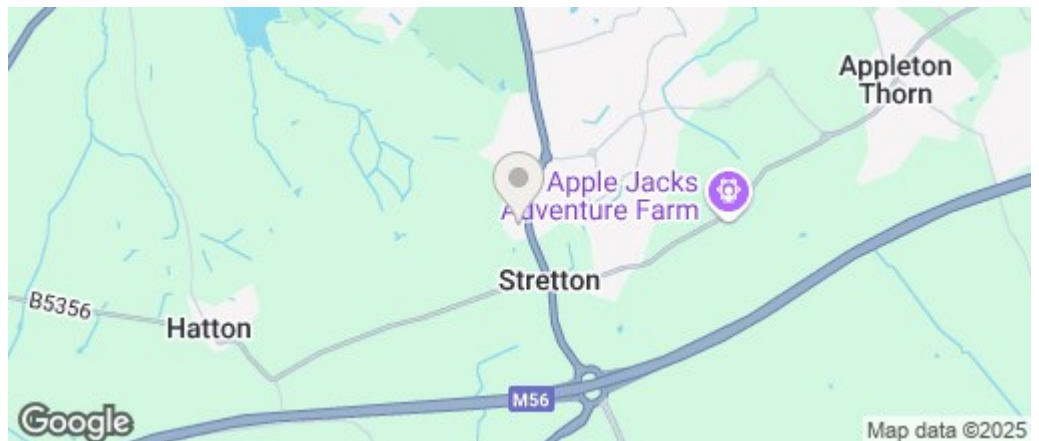 Appleton
Thorn
Apple Jacks
Adventure Farm
Stretton
B5356
Hatton
M56
Google
Map data ©2025